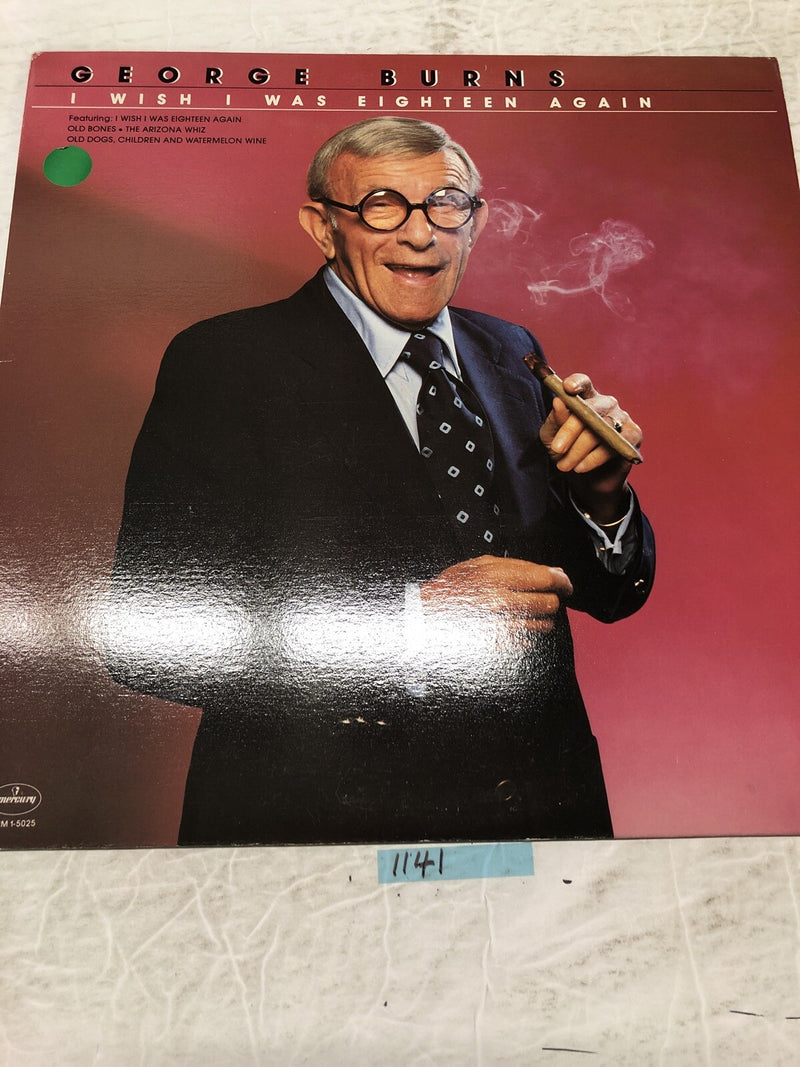 GEORGE BURNS
I WISH I WAS EIGHTEEN AGAIN
Featuring: I WISH I WAS EIGHTEEN AGAIN
OLD BONES • THE ARIZONA WHIZ
OLD DOGS, CHILDREN AND WATERMELON WINE
mercury
M 1-5025
1141